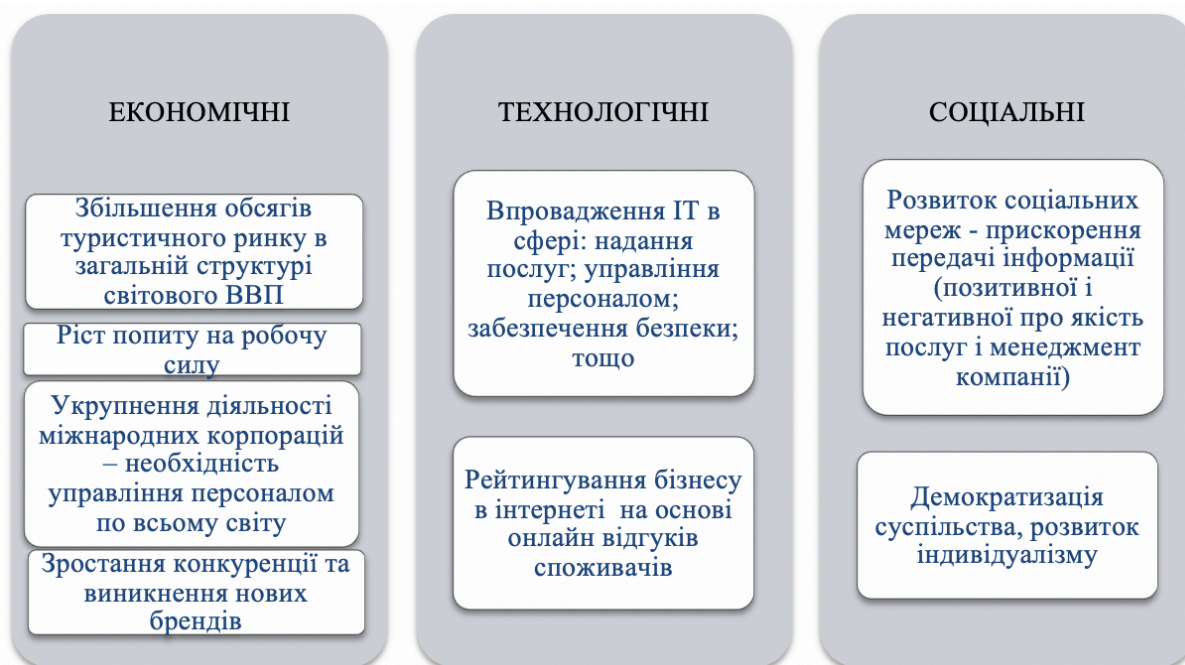 ЕКОНОМІЧНІ
Збільшення обсягів
туристичного ринку в
загальній структурі
світового ВВП
Ріст попиту на робочу
силу
Укрупнення діяльності
міжнародних корпорацій
– необхідність
управління персоналом
по всьому світу
Зростання конкуренції та
виникнення нових
брендів
ТЕХНОЛОГІЧНІ
Впровадження ІТ в
сфері: надання
послуг; управління
персоналом;
забезпечення безпеки;
тощо
Рейтингування бізнесу
в інтернеті на основі
онлайн відгуків
споживачів
СОЦІАЛЬНІ
Розвиток соціальних
мереж - прискорення
передачі інформації
(позитивної і
негативної про якість
послуг і менеджмент
компанії)
Демократизація
суспільства, розвиток
індивідуалізму